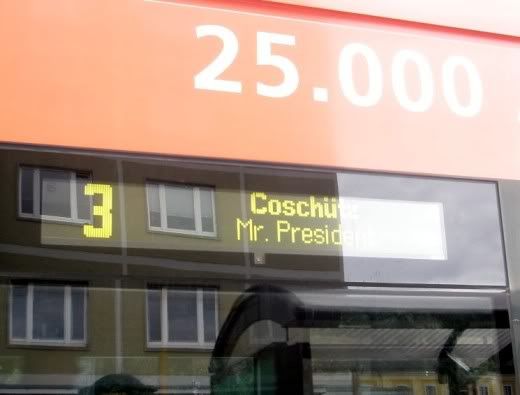 25.000
3 Coschütz
Mr. President